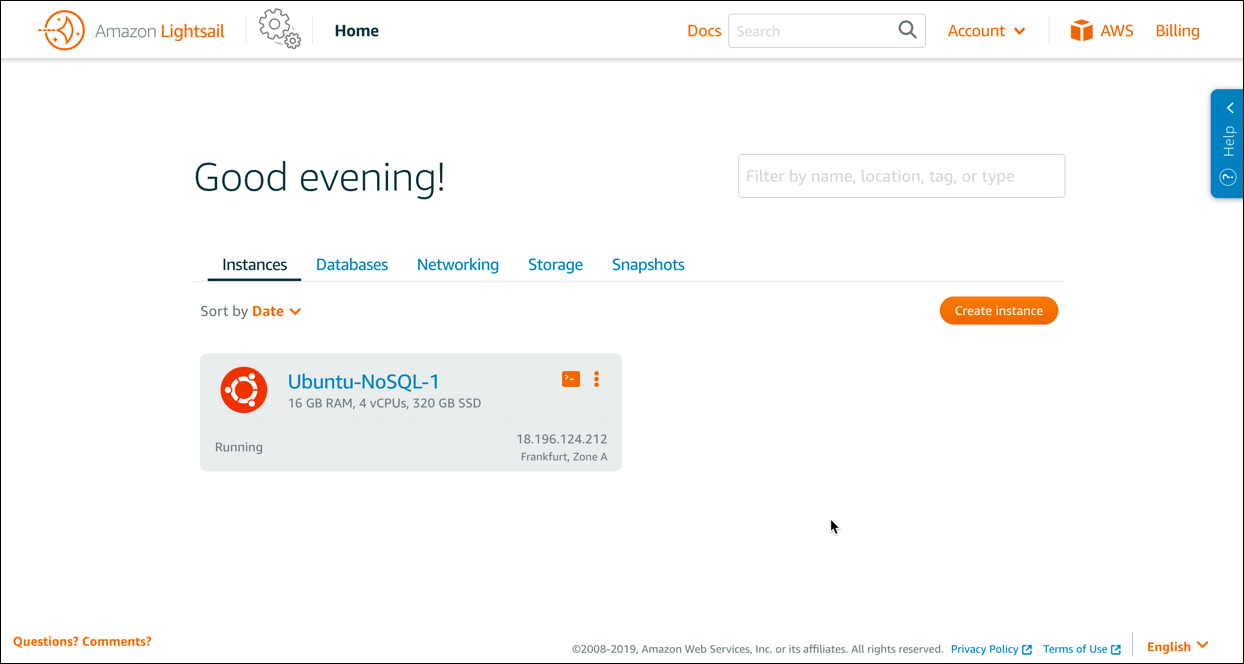 Amazon Lightsail
Home
Docs
Search
Account
AWS
Billing
Help
Good evening!
Filter by name, location, tag, or type
Instances
Databases
Networking
Storage
Snapshots
Sort by Date
Create instance
Ubuntu-NoSQL-1
16 GB RAM, 4 vCPUs, 320 GB SSD
Running
18.196.124.212
Frankfurt, Zone A
Questions? Comments?
©2008-2019, Amazon Web Services, Inc. or its affiliates. All rights reserved.
Privacy Policy
Terms of Use
English